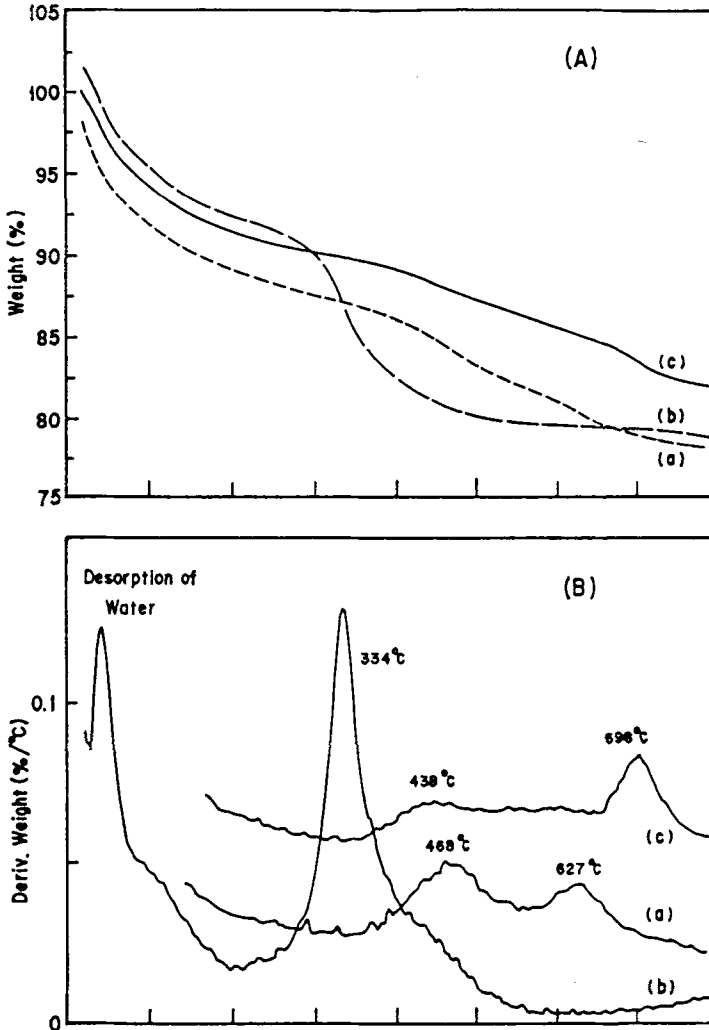 105
(A)
100
95
90
85
80
75
Weight (%)
(c)
(b)
(a)
Desorption of
Water
(B)
334°C
0.1
698°C
438°C
468°C
627°C
(c)
(a)
(b)
0
Deriv. Weight (%/°C)